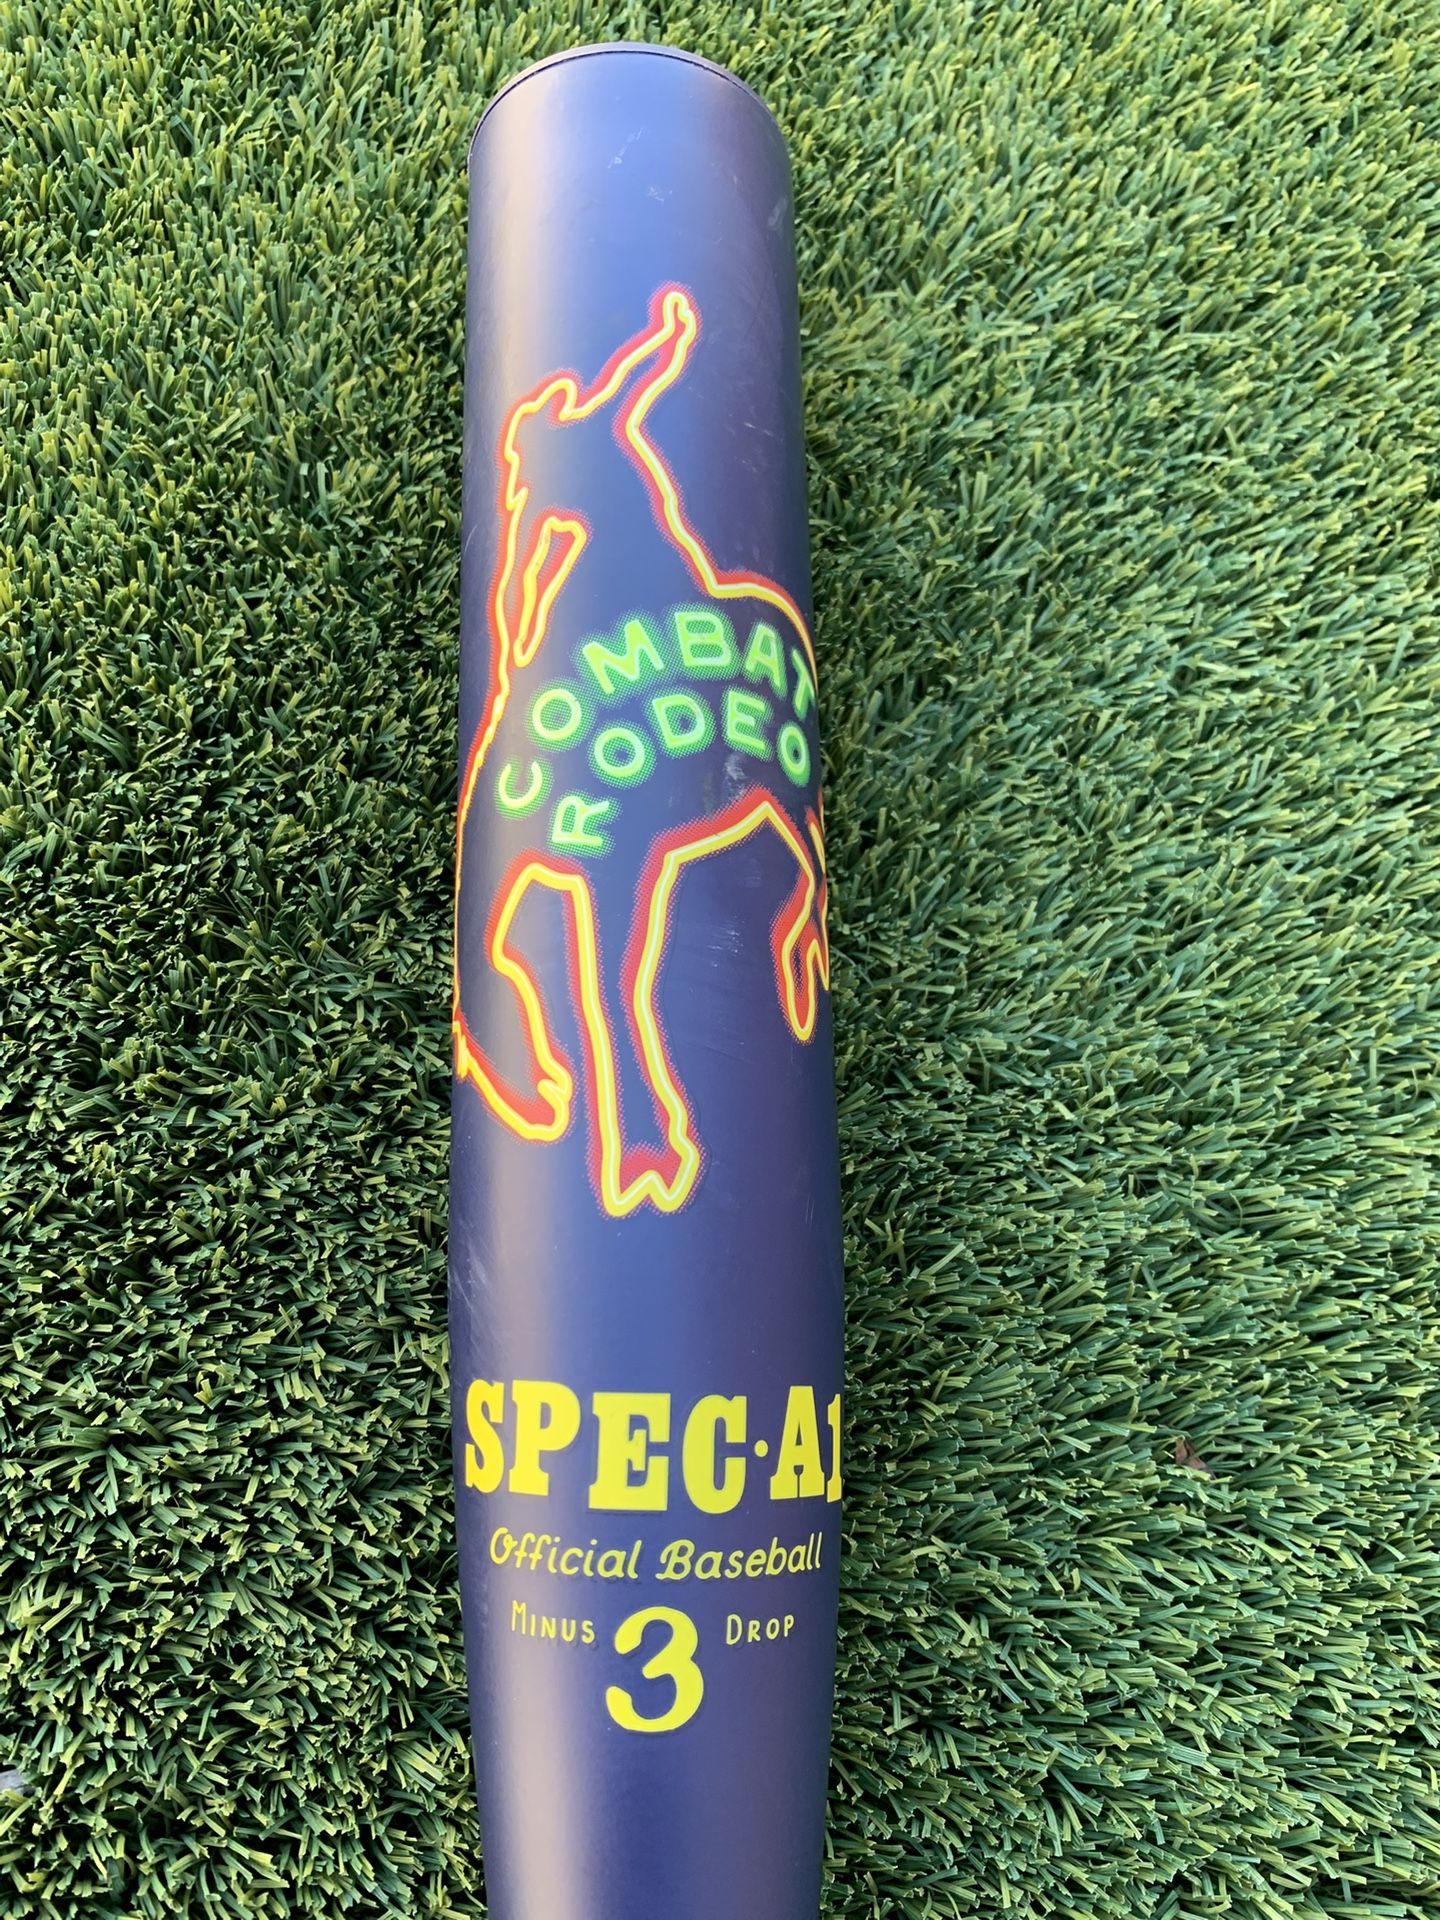 COMBAT
RODEO
SPEC·A1
Official Baseball
MINUS 3 DROP